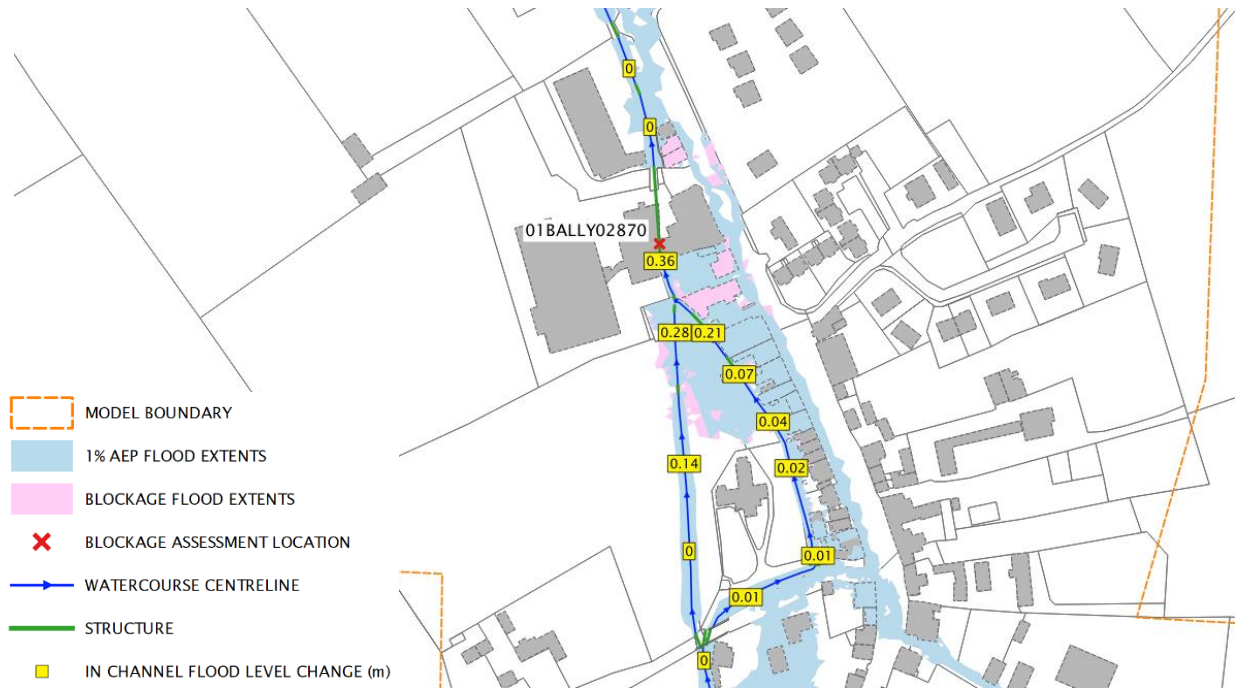 0
0
01BALLY02870
0.36
0.28
0.21
0.07
0.04
0.14
0.02
0
0.01
0.01
0
MODEL BOUNDARY
1% AEP FLOOD EXTENTS
BLOCKAGE FLOOD EXTENTS
BLOCKAGE ASSESSMENT LOCATION
WATERCOURSE CENTRELINE
STRUCTURE
IN CHANNEL FLOOD LEVEL CHANGE (m)